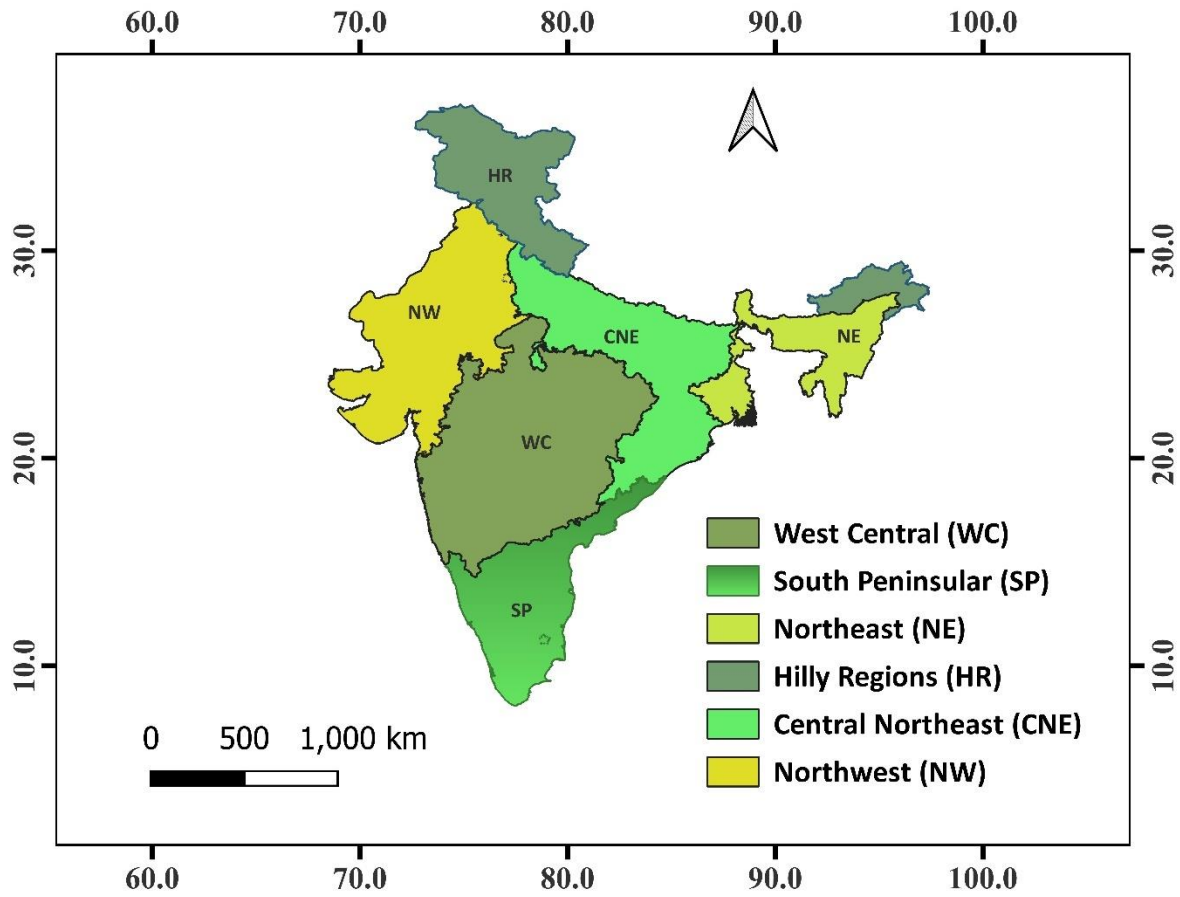 60.0 70.0 80.0 90.0 100.0
HR
30.0 30.0
NW
CNE
NE
WC
20.0 20.0
West Central (WC)
South Peninsular (SP)
SP
Northeast (NE)
10.0 10.0
Hilly Regions (HR)
Central Northeast (CNE)
0 500 1,000 km
Northwest (NW)
60.0 70.0 80.0 90.0 100.0